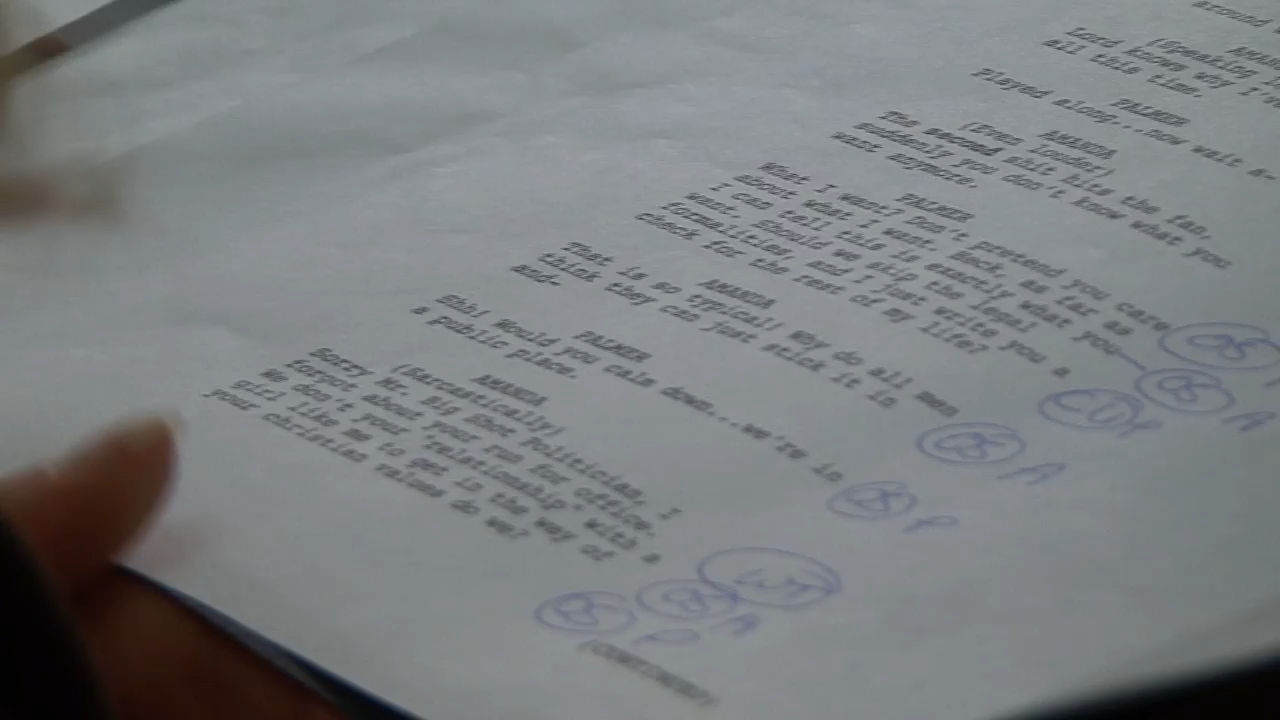 around
AMANDA
(Speaking
Lord knows why I've
all this time.
PALMER
Played along...now wait a-
AMANDA
(Even louder)
The second shit hits the fan,
suddenly you don't know what you
want anymore.
PALMER
What I want? Don't pretend you care
about what I want. Heck, as far as
I can tell this is exactly what you
want. Should we skip the legal
formalities, and I just write you a
check for the rest of my life?
AMANDA
That is so typical! Why do all men
think they can just stick it in
and-
PALMER
Shh! Would you calm down...we're in
a public place.
AMANDA
(Sarcastically)
Sorry Mr. Big Shot Politician, I
forgot about your run for office.
We don't your "relationship" with a
girl like me to get in the way of
your christian values do we?
A
P
A
P
P A
(CONTINUED)